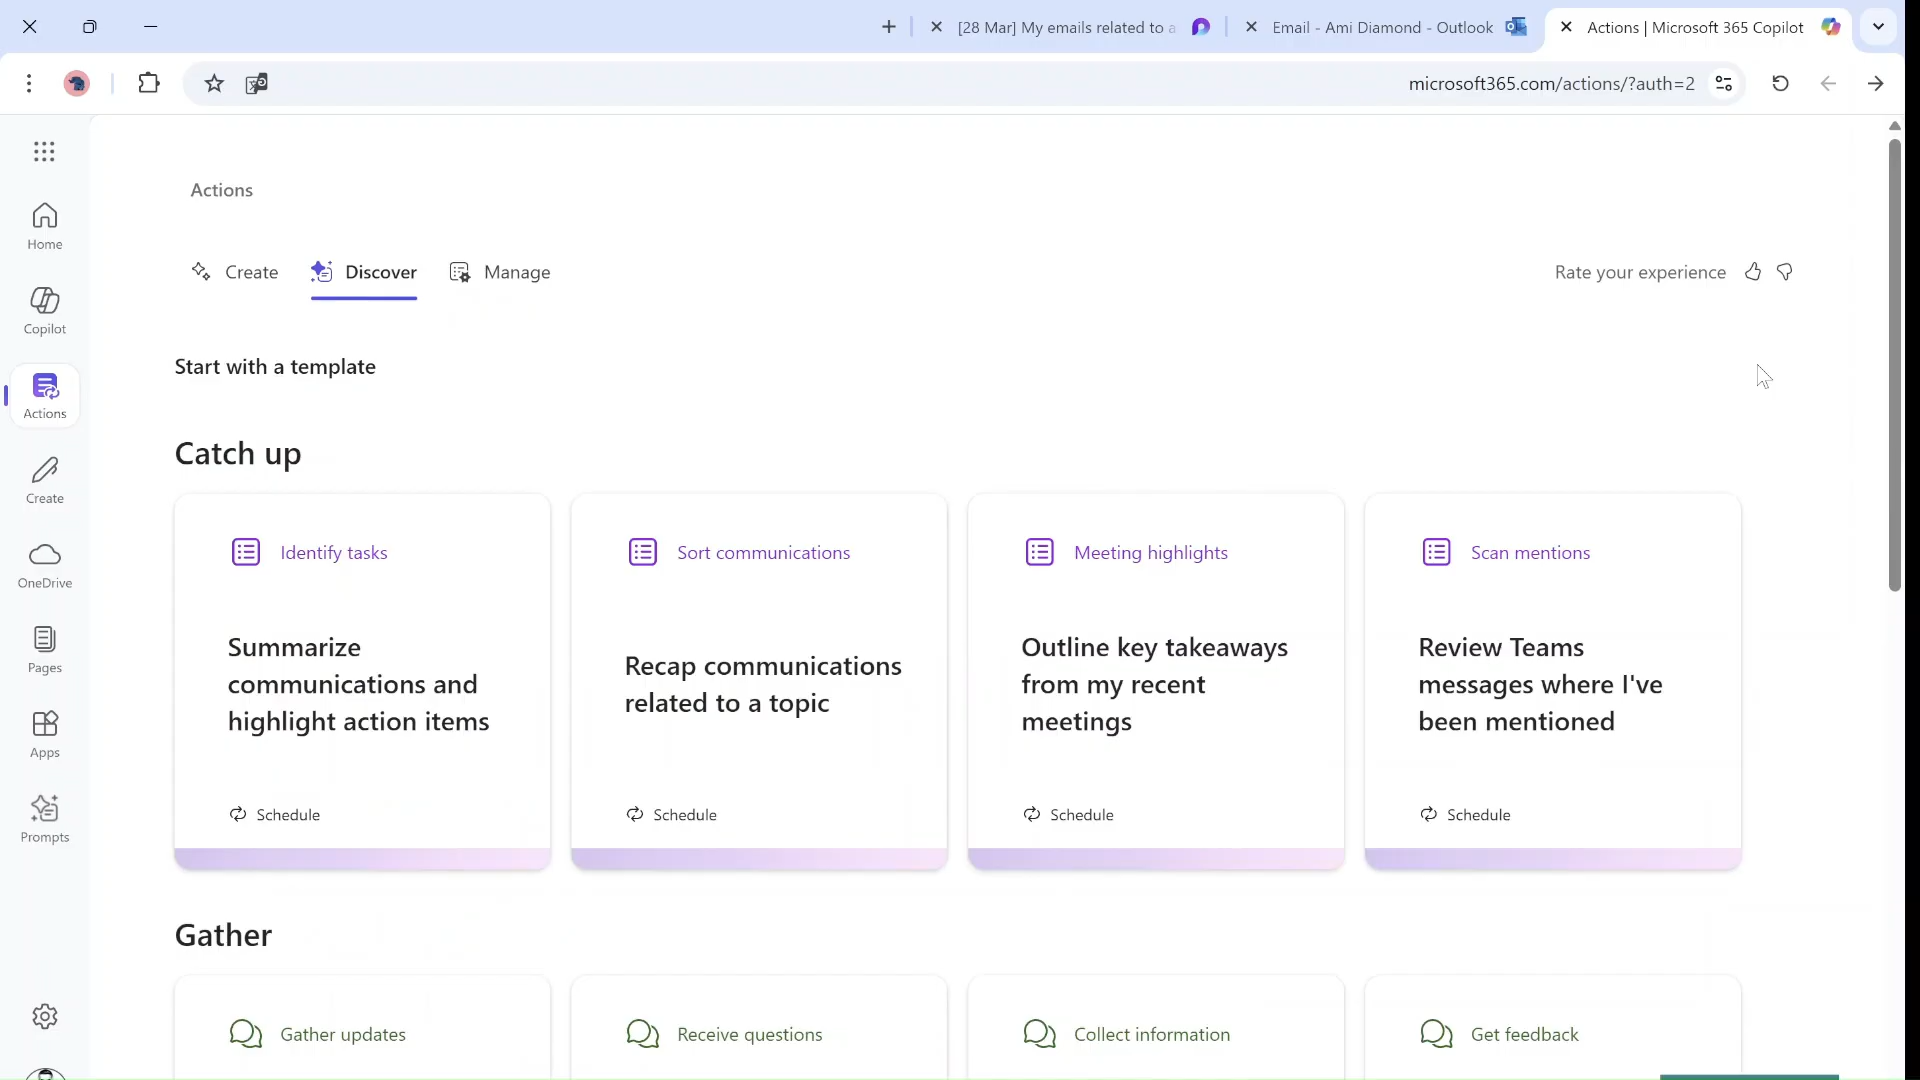 [28 Mar] My emails related to a
Email - Ami Diamond - Outlook
Actions | Microsoft 365 Copilot
microsoft365.com/actions/?auth=2
Home
Copilot
Actions
Create
OneDrive
Pages
Apps
Prompts
Actions
Create
Discover
Manage
Rate your experience
Start with a template
Catch up
Identify tasks
Summarize
communications and
highlight action items
Schedule
Sort communications
Recap communications
related to a topic
Schedule
Meeting highlights
Outline key takeaways
from my recent
meetings
Schedule
Scan mentions
Review Teams
messages where I've
been mentioned
Schedule
Gather
Gather updates
Receive questions
Collect information
Get feedback